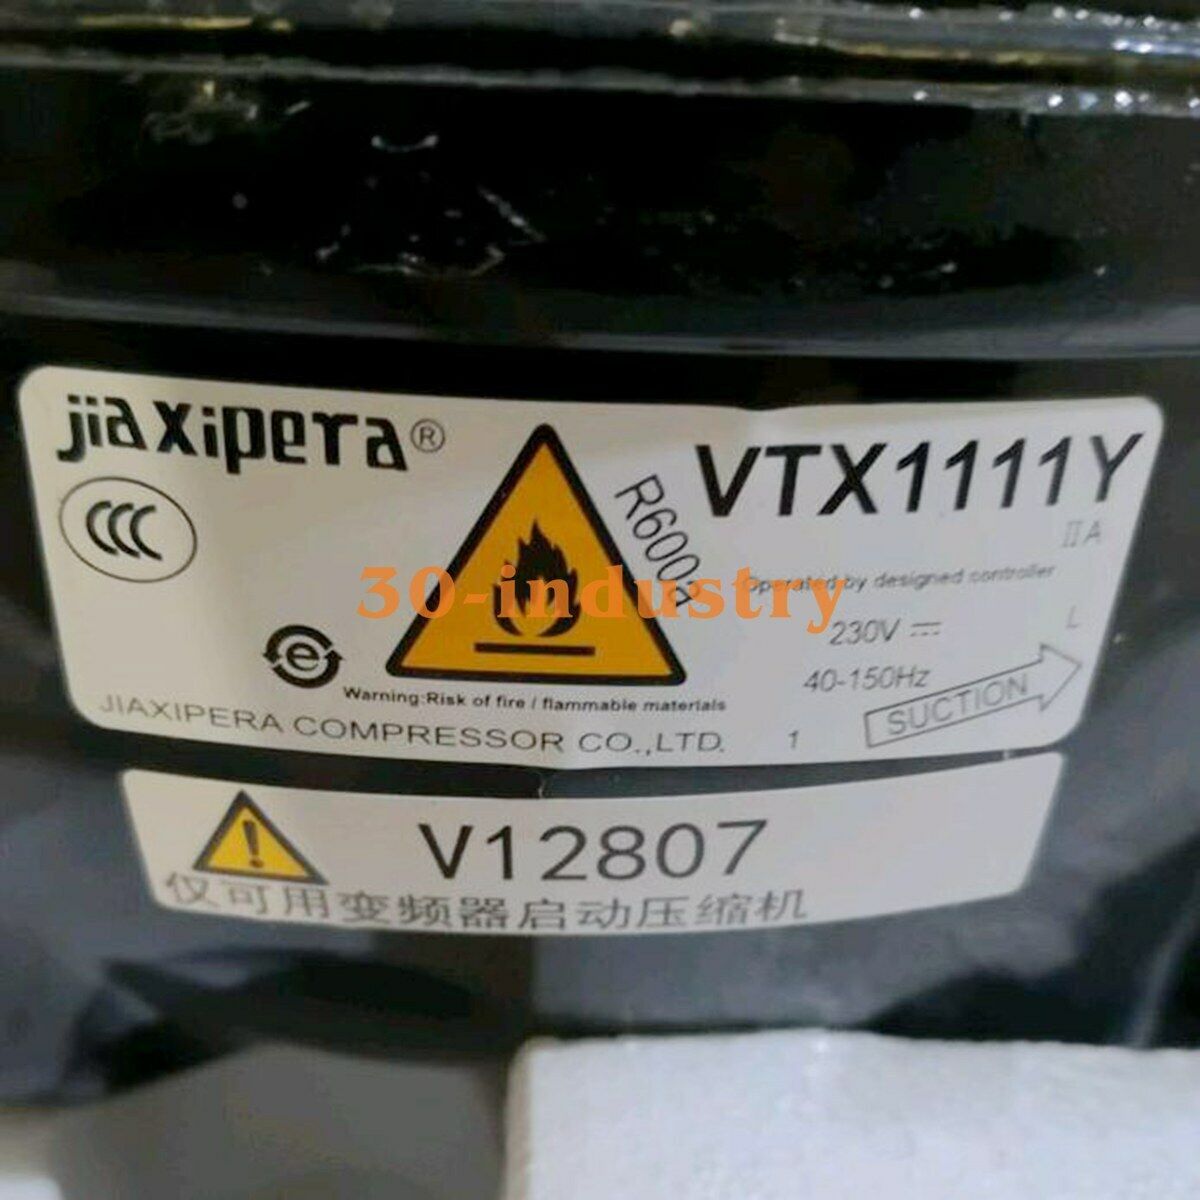 jiaxipera®
VTX1111Y
CCC
R600a
IIA
Operated by designed controller
30-industry
230V
L
40-150Hz
e
SUCTION
Warning:Risk of fire / flammable materials
JIAXIPERA COMPRESSOR CO.,LTD.
1
V12807
仅可用变频器启动压缩机